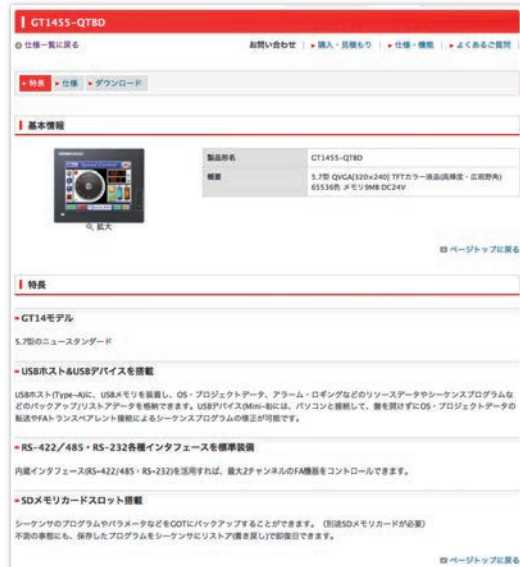 GT1455-QTBD
仕様一覧に戻る
お問い合わせ | 購入・見積もり | 仕様・機能 | よくあるご質問 |
特長 仕様 ダウンロード
基本情報
製品形名 GT1455-QTBD
概要 5.7型 QVGA[320×240] TFTカラー液晶(高輝度・広視野角)
65536色 メモリ9MB DC24V
拡大
ページトップに戻る
特長
GT14モデル
5.7型のニュースタンダード
USBホスト&USBデバイスを搭載
USBホスト(Type-A)に、USBメモリを装着し、OS・プロジェクトデータ、アラーム・ロギングなどのリソースデータやシーケンスプログラムな
どのバックアップ/リストアデータを格納できます。USBデバイス(Mini-B)には、パソコンと接続して、盤を開けずにOS・プロジェクトデータの
転送やFAトランスペアレント接続によるシーケンスプログラムの修正が可能です。
RS-422/485・RS-232各種インタフェースを標準装備
内蔵インタフェース(RS-422/485・RS-232)を活用すれば、最大2チャンネルのFA機器をコントロールできます。
SDメモリカードスロット搭載
シーケンサのプログラムやパラメータなどをGOTにバックアップすることができます。(別途SDメモリカードが必要)
不測の事態にも、保存したプログラムをシーケンサにリストア(書き戻し)で即復旧できます。
ページトップに戻る